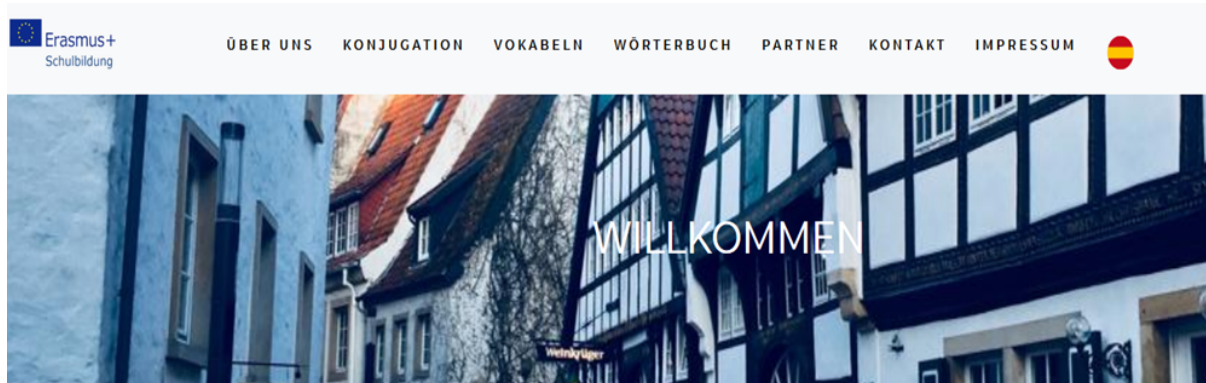 Erasmus+
Schulbildung
ÜBER UNS KONJUGATION VOKABELN WÖRTERBUCH PARTNER KONTAKT IMPRESSUM
WILLKOMMEN
Weinkrüger